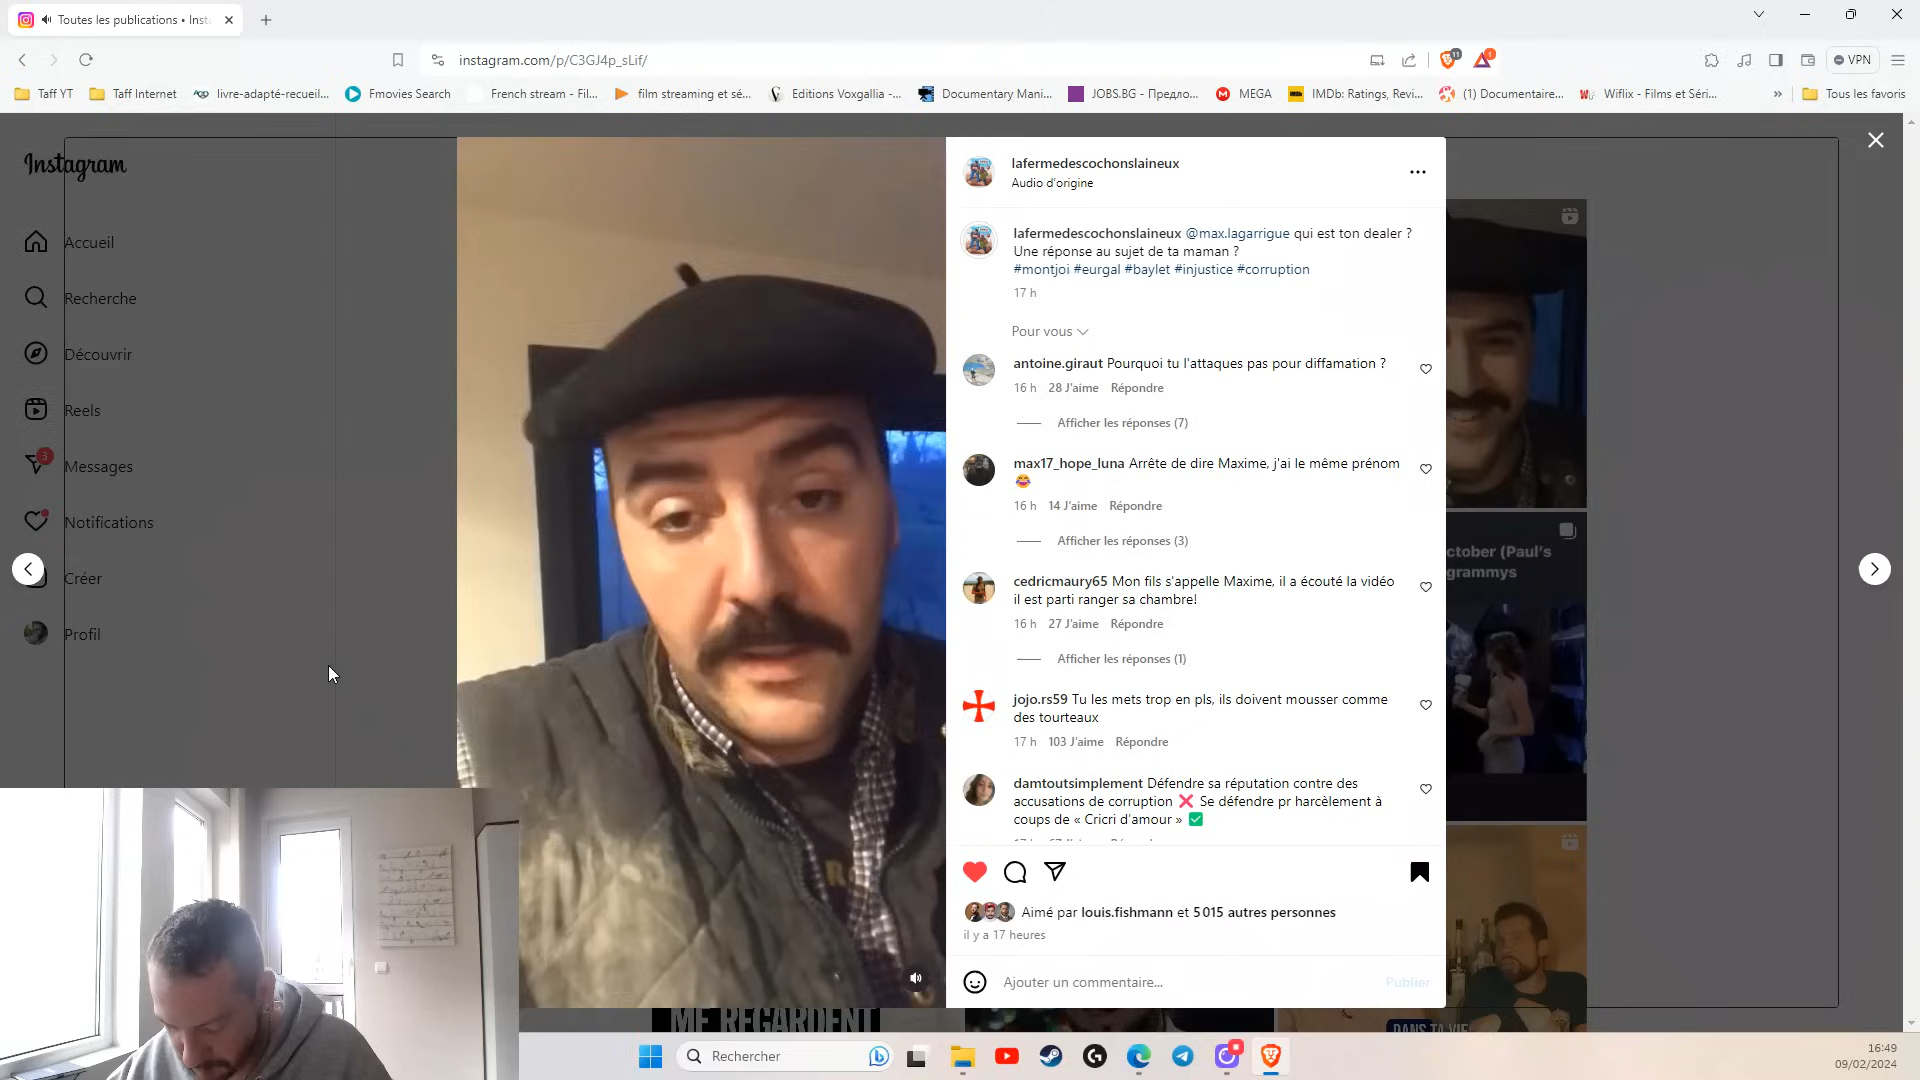 Toutes les publications • Inst
instagram.com/p/C3GJ4p_sLif/
11
1
VPN
Taff YT
Taff Internet
livre-adapté-recueil...
Fmovies Search
French stream - Fil...
film streaming et sé...
Editions Voxgallia -...
Documentary Mani...
JOBS.BG - Предло...
MEGA
IMDb: Ratings, Revi...
(1) Documentaire...
Wiflix - Films et Séri...
»
Tous les favoris
Instagram
Accueil
Recherche
Découvrir
Reels
3
Messages
Notifications
Créer
Profil
lafermedescochonslaineux
Audio d'origine
lafermedescochonslaineux @max.lagarrigue qui est ton dealer ?
Une réponse au sujet de ta maman ?
#montjoi #eurgal #baylet #injustice #corruption
17 h
Pour vous
antoine.giraut Pourquoi tu l'attaques pas pour diffamation ?
16 h 28 J'aime Répondre
Afficher les réponses (7)
max17_hope_luna Arrête de dire Maxime, j'ai le même prénom
😂
16 h 14 J'aime Répondre
Afficher les réponses (3)
cedricmaury65 Mon fils s'appelle Maxime, il a écouté la vidéo
il est parti ranger sa chambre!
16 h 27 J'aime Répondre
Afficher les réponses (1)
jojo.rs59 Tu les mets trop en pls, ils doivent mousser comme
des tourteaux
17 h 103 J'aime Répondre
damtoutsimplement Défendre sa réputation contre des
accusations de corruption ❌ Se défendre pr harcèlement à
coups de « Cricri d'amour » ✅
Aimé par louis.fishmann et 5 015 autres personnes
il y a 17 heures
Ajouter un commentaire...
Publier
ctober (Paul's
grammys
ME REGARDENT
DANS TA VIE
Rechercher
16:49
09/02/2024